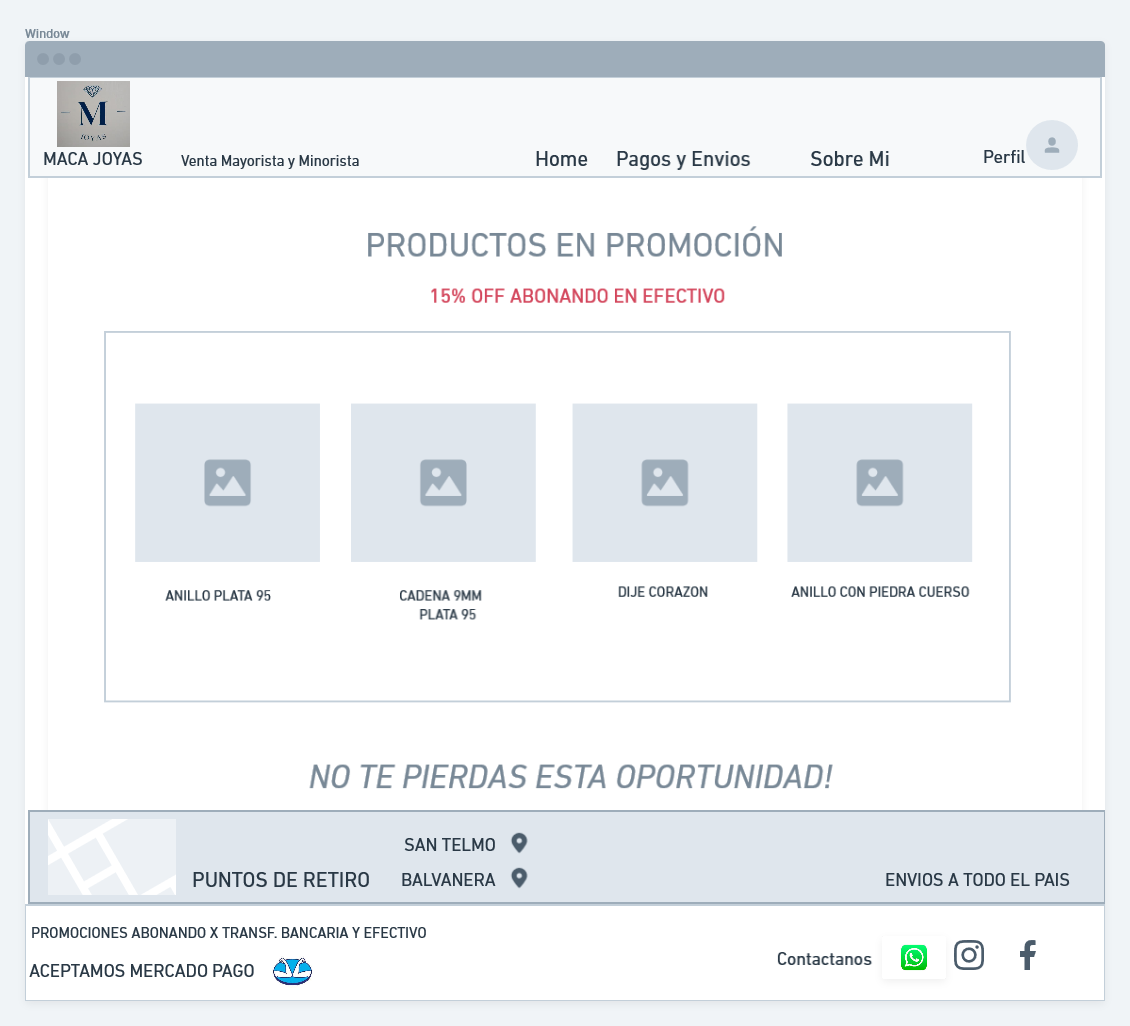 Window
M
JOYAS
MACA JOYAS
Venta Mayorista y Minorista
Home
Pagos y Envios
Sobre Mi
Perfil
PRODUCTOS EN PROMOCIÓN
15% OFF ABONANDO EN EFECTIVO
ANILLO PLATA 95
CADENA 9MM
PLATA 95
DIJE CORAZON
ANILLO CON PIEDRA CUERSO
NO TE PIERDAS ESTA OPORTUNIDAD!
SAN TELMO
PUNTOS DE RETIRO
BALVANERA
ENVIOS A TODO EL PAIS
PROMOCIONES ABONANDO X TRANSF. BANCARIA Y EFECTIVO
ACEPTAMOS MERCADO PAGO
Contactanos